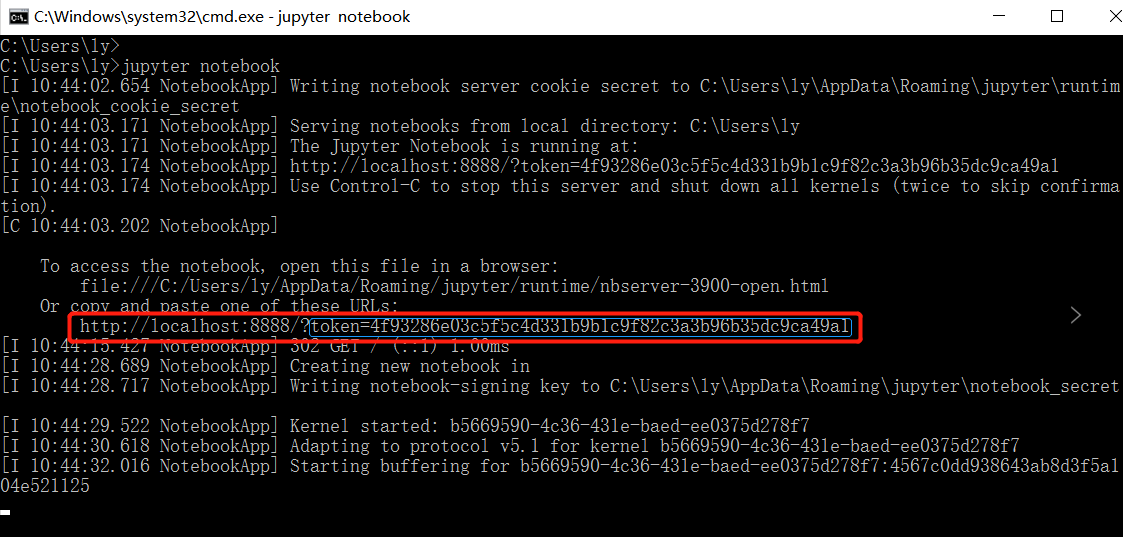 C:\Windows\system32\cmd.exe - jupyter notebook
C:\Users\ly>
C:\Users\ly>jupyter notebook
[I 10:44:02.654 NotebookApp] Writing notebook server cookie secret to C:\Users\ly\AppData\Roaming\jupyter\runtim
e\notebook_cookie_secret
[I 10:44:03.171 NotebookApp] Serving notebooks from local directory: C:\Users\ly
[I 10:44:03.171 NotebookApp] The Jupyter Notebook is running at:
[I 10:44:03.174 NotebookApp] http://localhost:8888/?token=4f93286e03c5f5c4d331b9b1c9f82c3a3b96b35dc9ca49a1
[I 10:44:03.174 NotebookApp] Use Control-C to stop this server and shut down all kernels (twice to skip confirma
tion).
[C 10:44:03.202 NotebookApp]
To access the notebook, open this file in a browser:
file:///C:/Users/ly/AppData/Roaming/jupyter/runtime/nbserver-3900-open.html
Or copy and paste one of these URLs:
http://localhost:8888/?token=4f93286e03c5f5c4d331b9b1c9f82c3a3b96b35dc9ca49a1
[I 10:44:15.427 NotebookApp] 302 GET / (::1) 1.00ms
[I 10:44:28.689 NotebookApp] Creating new notebook in
[I 10:44:28.717 NotebookApp] Writing notebook-signing key to C:\Users\ly\AppData\Roaming\jupyter\notebook_secret
[I 10:44:29.522 NotebookApp] Kernel started: b5669590-4c36-431e-baed-ee0375d278f7
[I 10:44:30.618 NotebookApp] Adapting to protocol v5.1 for kernel b5669590-4c36-431e-baed-ee0375d278f7
[I 10:44:32.016 NotebookApp] Starting buffering for b5669590-4c36-431e-baed-ee0375d278f7:4567c0dd938643ab8d3f5a1
04e521125